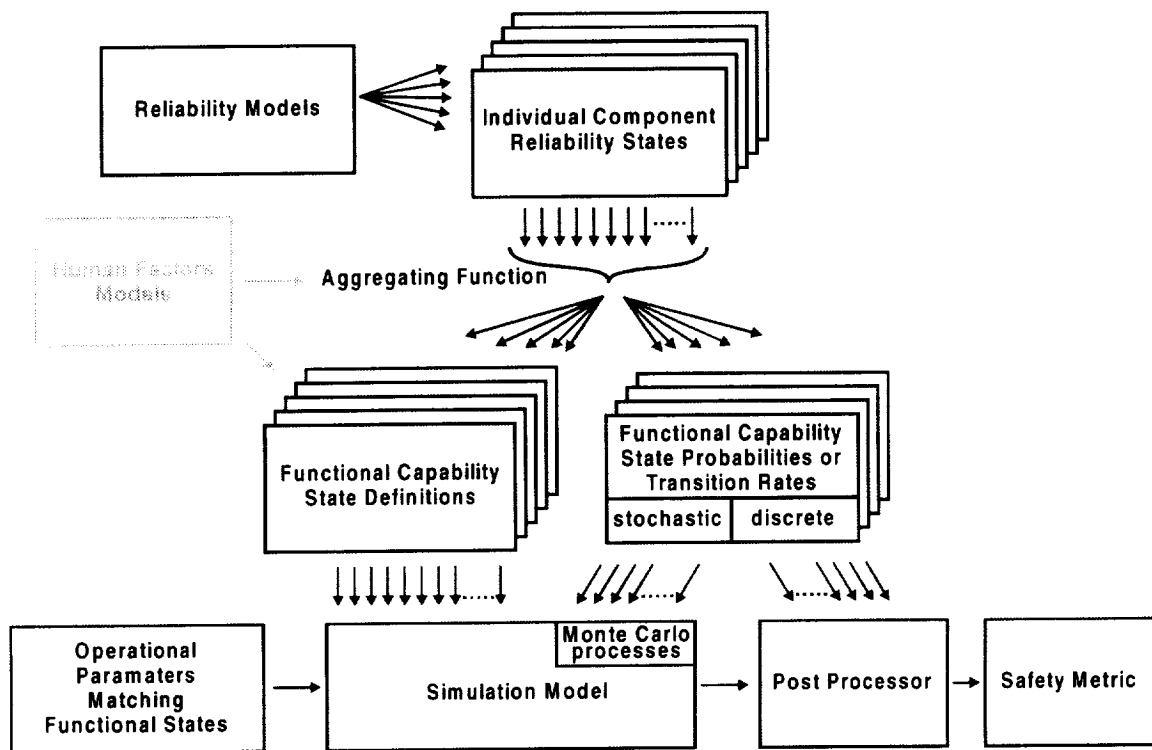 Reliability Models
Individual Component
Reliability States
Human Factors
Models
Aggregating Function
Functional Capability
State Definitions
Functional Capability
State Probabilities or
Transition Rates
stochastic
discrete
Operational
Paramaters
Matching
Functional States
Monte Carlo
processes
Simulation Model
Post Processor
Safety Metric